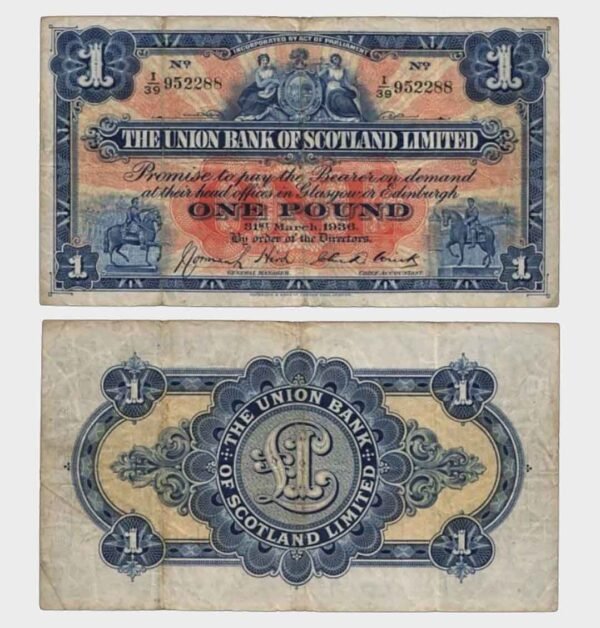 INCORPORATED BY ACT OF PARLIAMENT
1 1
Nº Nº
I/39 952288 I/39 952288
THE UNION BANK OF SCOTLAND LIMITED
Promise to pay the Bearer on demand
at their head offices in Glasgow or Edinburgh
ONE POUND
31ST March, 1936.
By order of the Directors.
GENERAL MANAGER. CHIEF ACCOUNTANT.
1 1
1 1
THE UNION BANK
£1
OF SCOTLAND LIMITED
1 1